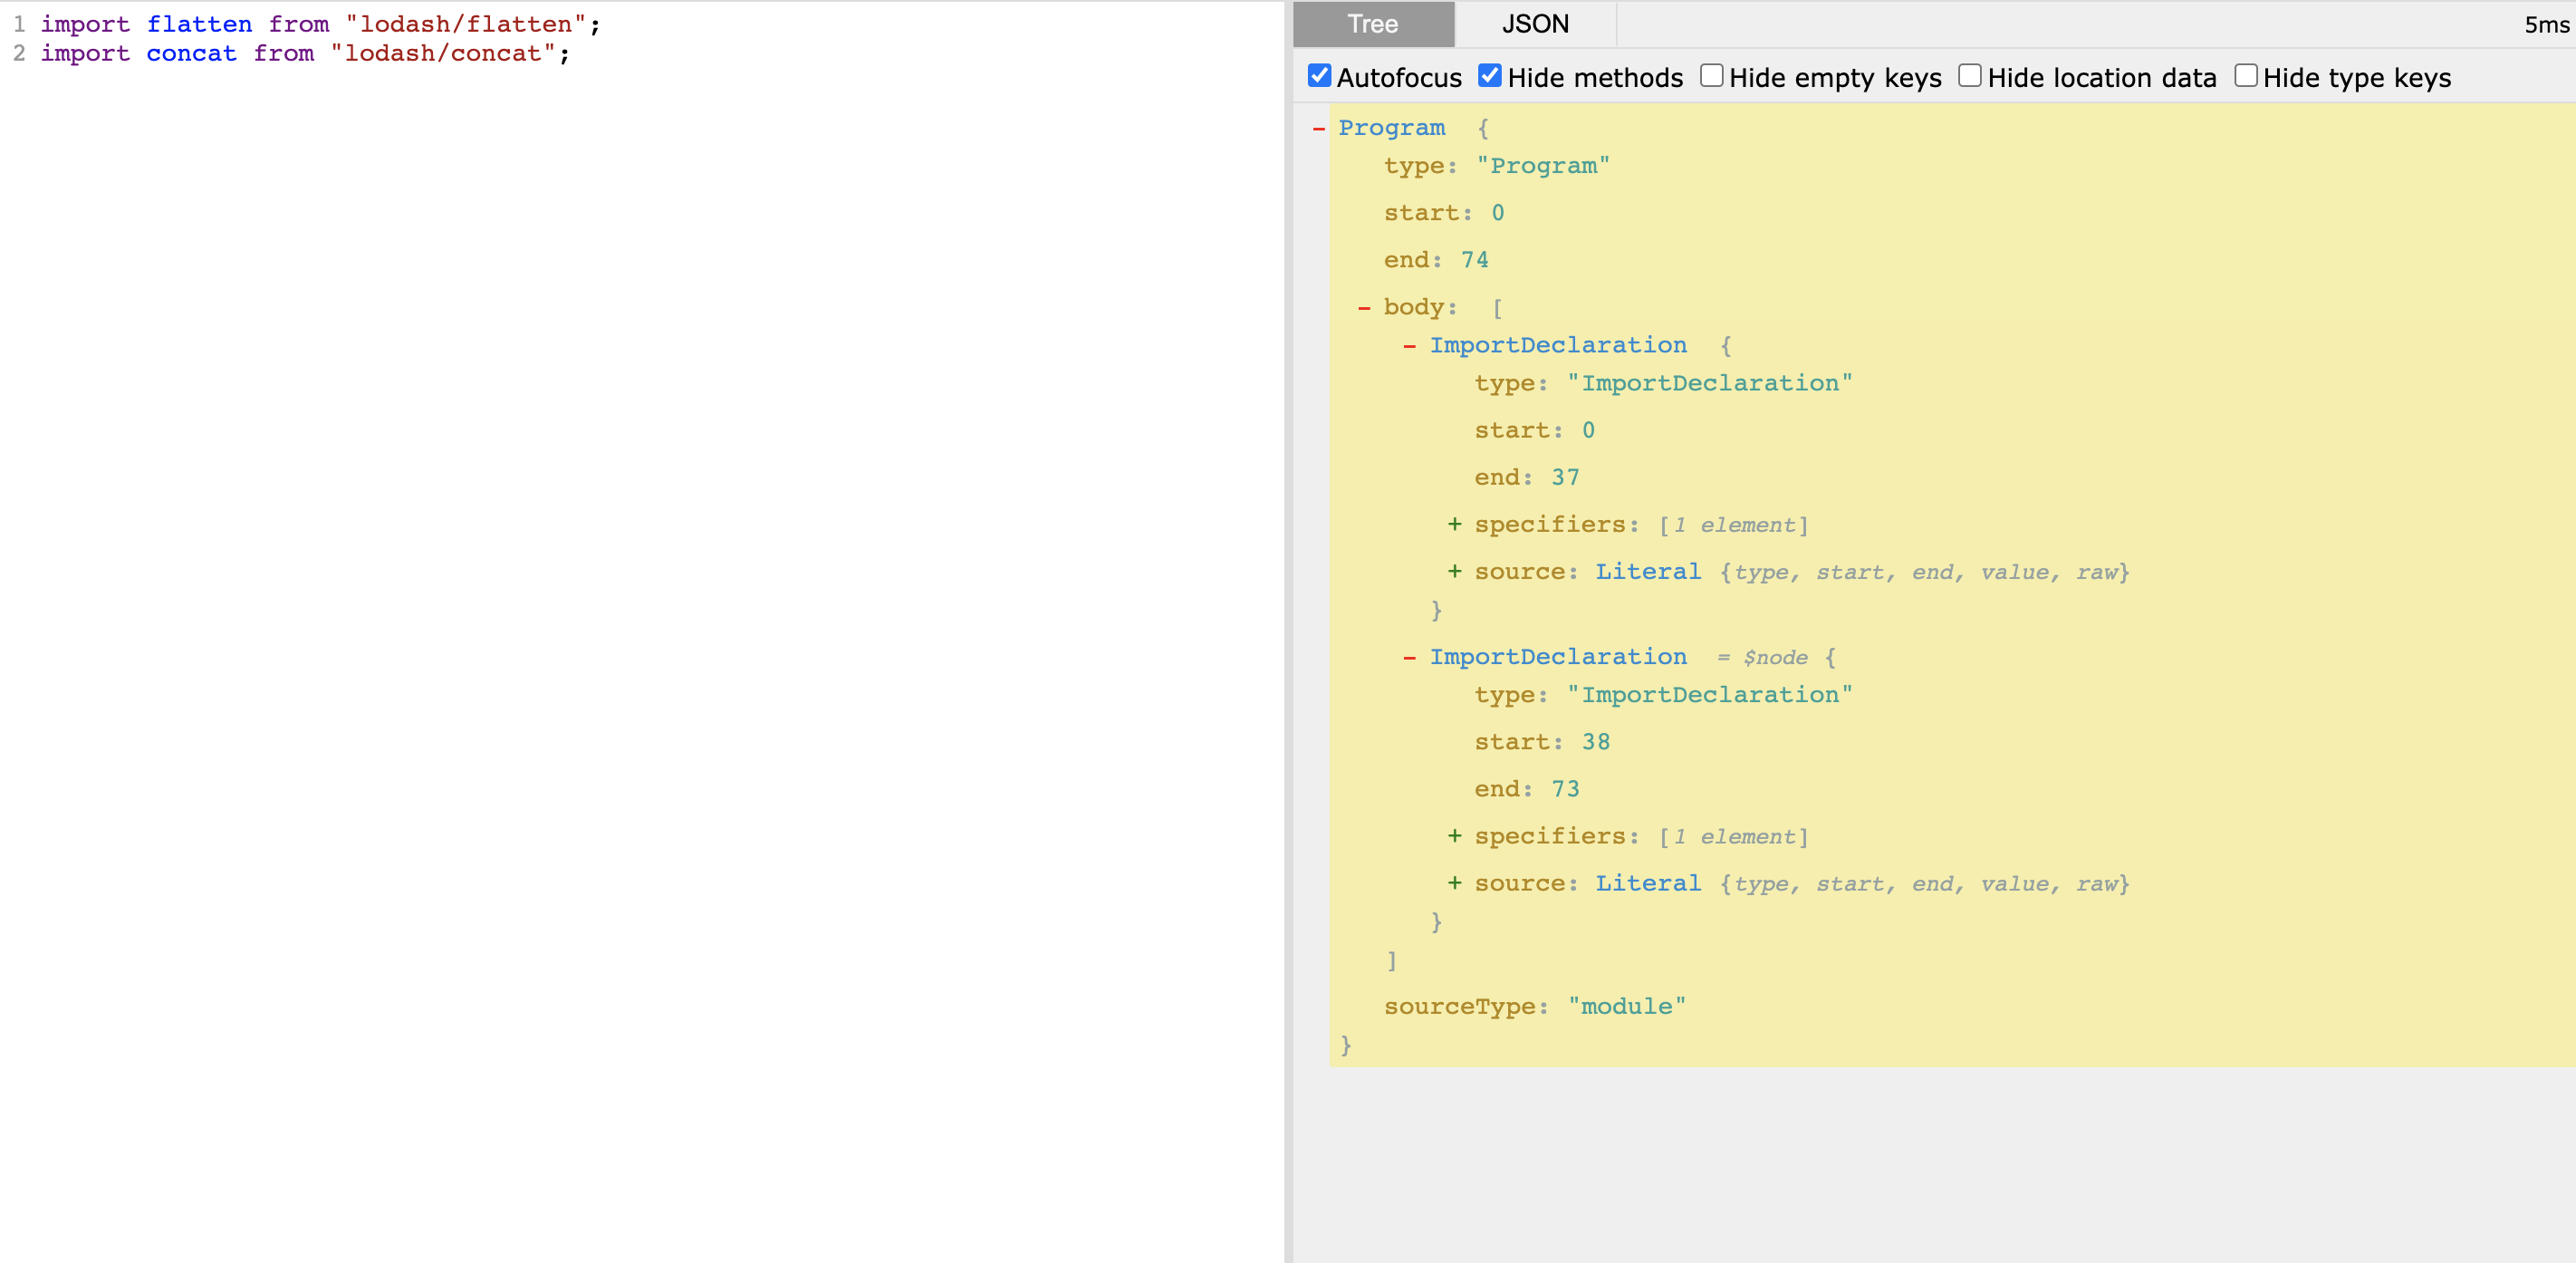 1 import flatten from "lodash/flatten";
2 import concat from "lodash/concat";
Tree JSON 5ms
Autofocus Hide methods Hide empty keys Hide location data Hide type keys
- Program {
type: "Program"
start: 0
end: 74
- body: [
- ImportDeclaration {
type: "ImportDeclaration"
start: 0
end: 37
+ specifiers: [1 element]
+ source: Literal {type, start, end, value, raw}
}
- ImportDeclaration = $node {
type: "ImportDeclaration"
start: 38
end: 73
+ specifiers: [1 element]
+ source: Literal {type, start, end, value, raw}
}
]
sourceType: "module"
}